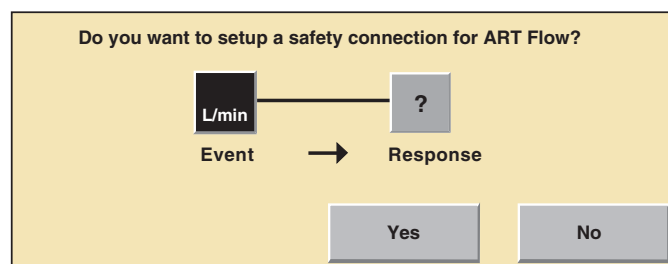 Do you want to setup a safety connection for ART Flow?
L/min ?
Event Response
Yes No